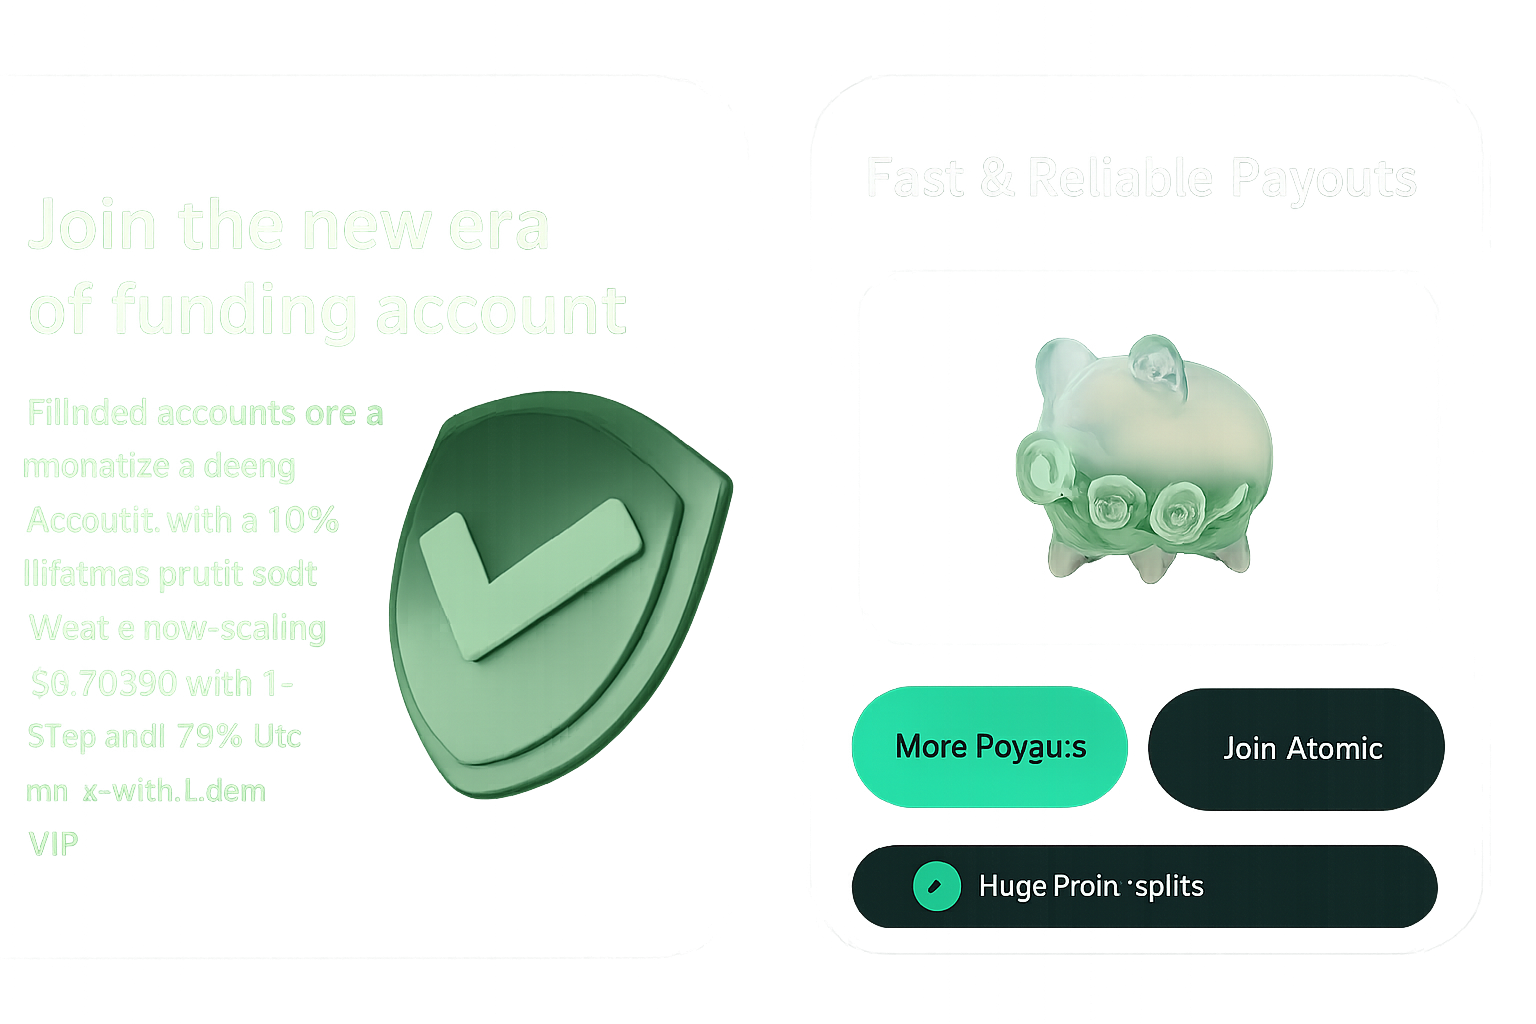 Join the new era
of funding account
Fillnded accounts ore a
rmonatize a deeng
Accoutit. with a 10%
llifatmas prutit sodt
Weat e now-scaling
$0.70390 with 1-
STep andl 79% Utc
mn x-with.L.dem
VIP
Fast & Reliable Payouts
More Poyau:s
Join Atomic
Huge Proin ·splits